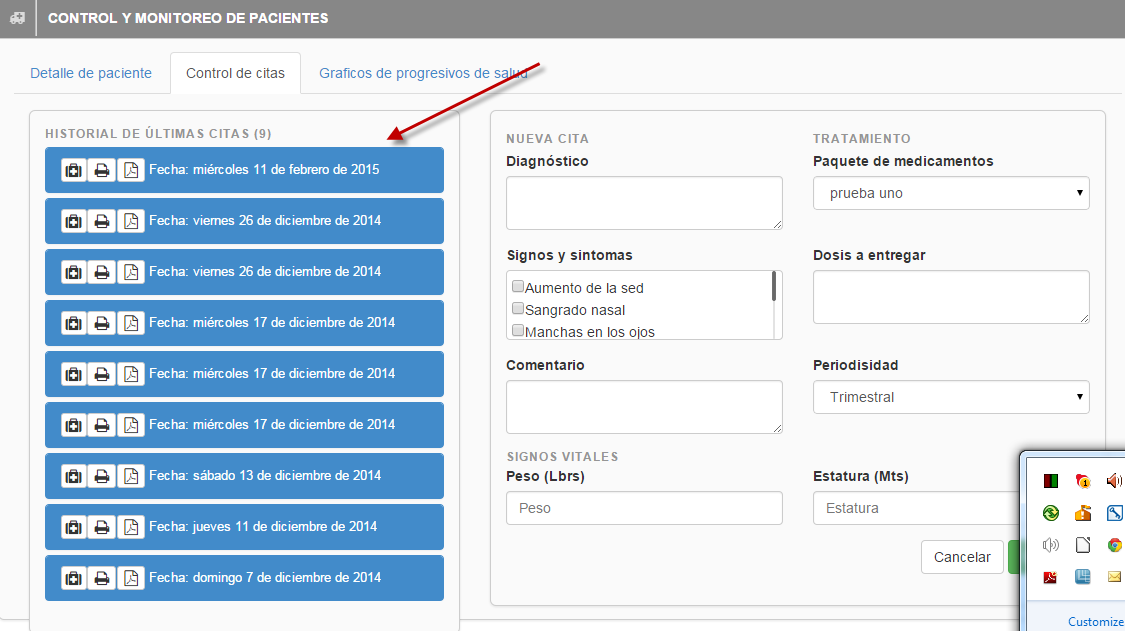 CONTROL Y MONITOREO DE PACIENTES
Detalle de paciente
Control de citas
Graficos de progresivos de salud
HISTORIAL DE ÚLTIMAS CITAS (9)
Fecha: miércoles 11 de febrero de 2015
Fecha: viernes 26 de diciembre de 2014
Fecha: viernes 26 de diciembre de 2014
Fecha: miércoles 17 de diciembre de 2014
Fecha: miércoles 17 de diciembre de 2014
Fecha: miércoles 17 de diciembre de 2014
Fecha: sábado 13 de diciembre de 2014
Fecha: jueves 11 de diciembre de 2014
Fecha: domingo 7 de diciembre de 2014
NUEVA CITA
Diagnóstico
Signos y sintomas
Aumento de la sed
Sangrado nasal
Manchas en los ojos
Comentario
SIGNOS VITALES
Peso (Lbrs)
Peso
TRATAMIENTO
Paquete de medicamentos
prueba uno
Dosis a entregar
Periodisidad
Trimestral
Estatura (Mts)
Estatura
Cancelar
1
Customize